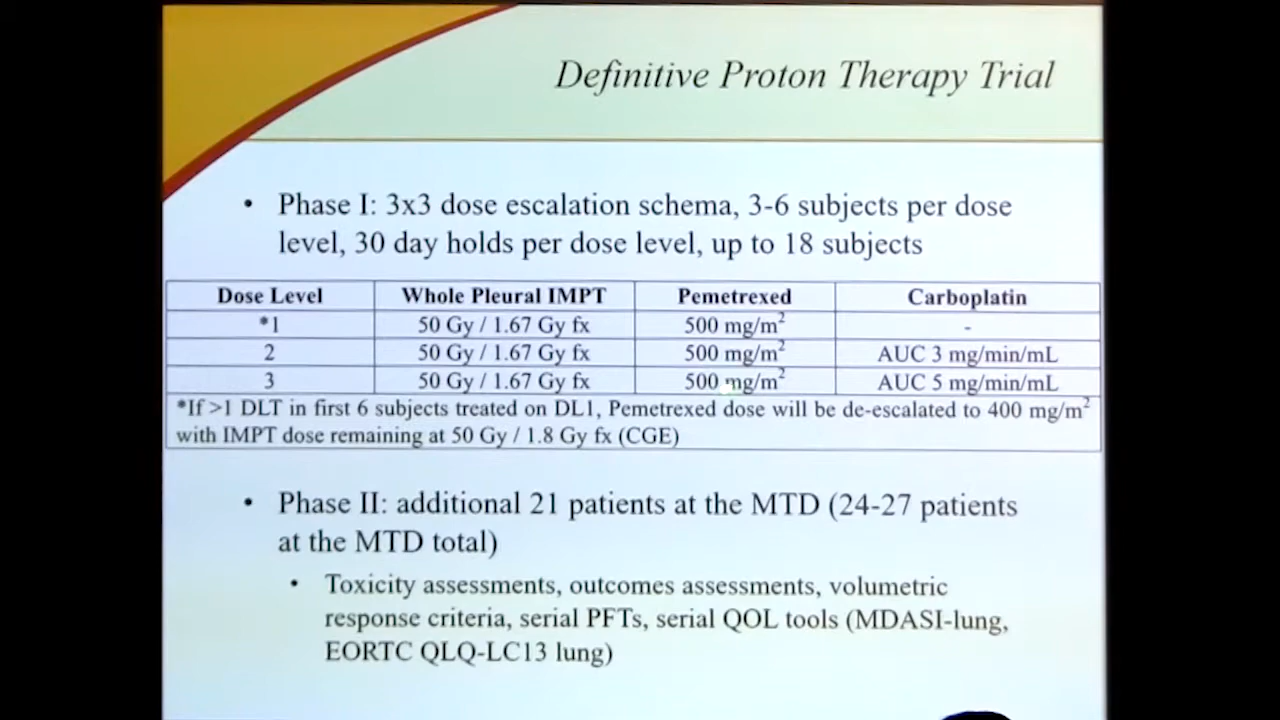 Definitive Proton Therapy Trial
• Phase I: 3x3 dose escalation schema, 3-6 subjects per dose
level, 30 day holds per dose level, up to 18 subjects
Dose Level Whole Pleural IMPT Pemetrexed Carboplatin
*1 50 Gy / 1.67 Gy fx 500 mg/m² -
2 50 Gy / 1.67 Gy fx 500 mg/m² AUC 3 mg/min/mL
3 50 Gy / 1.67 Gy fx 500 mg/m² AUC 5 mg/min/mL
*If >1 DLT in first 6 subjects treated on DL1, Pemetrexed dose will be de-escalated to 400 mg/m²
with IMPT dose remaining at 50 Gy / 1.8 Gy fx (CGE)
• Phase II: additional 21 patients at the MTD (24-27 patients
at the MTD total)
• Toxicity assessments, outcomes assessments, volumetric
response criteria, serial PFTs, serial QOL tools (MDASI-lung,
EORTC QLQ-LC13 lung)